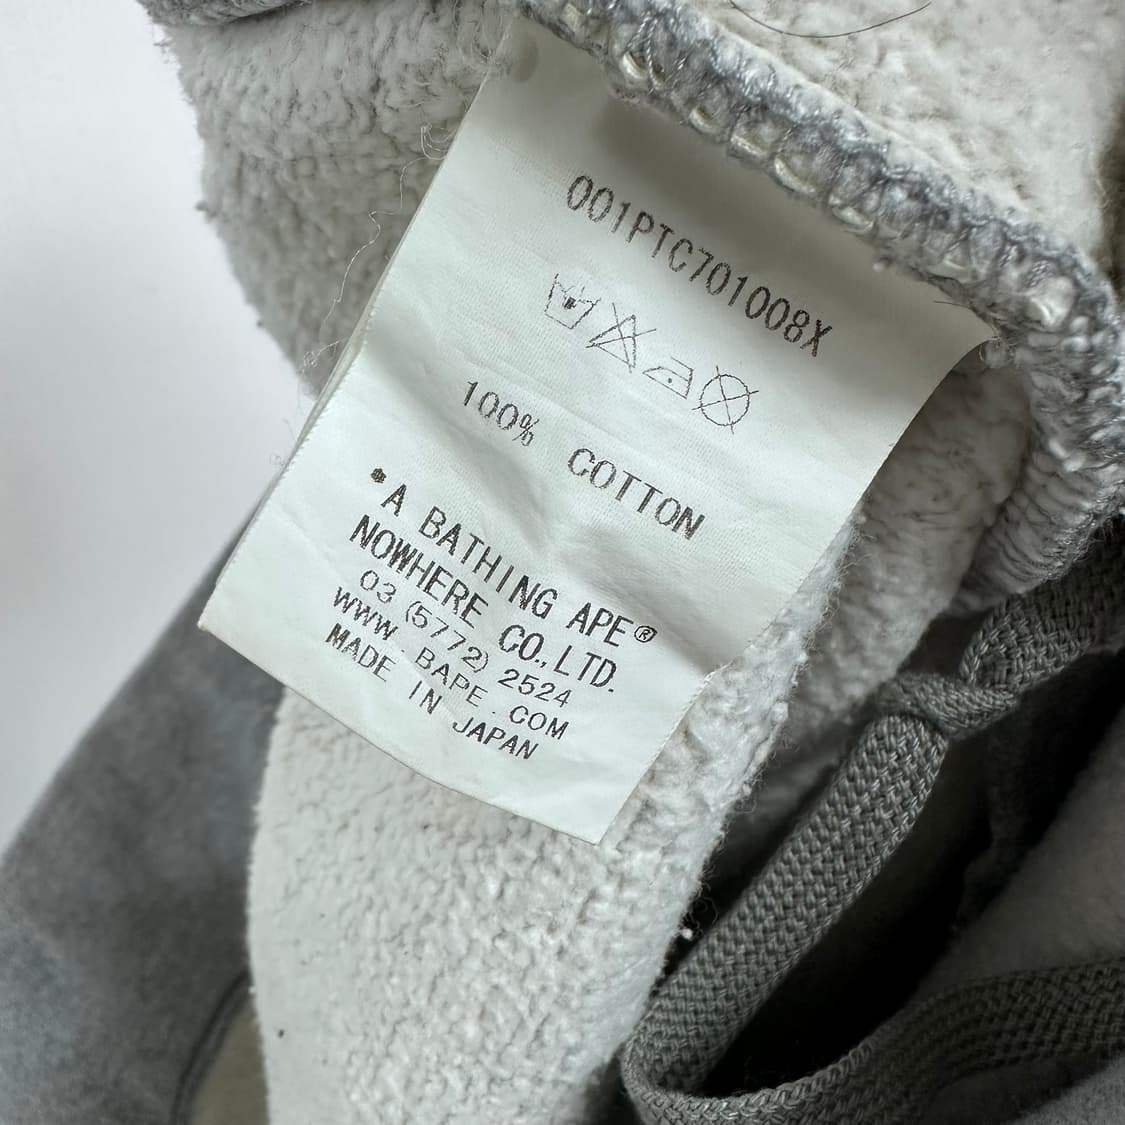 001PTC701008X
100% COTTON
*A BATHING APE®
NOWHERE CO.,LTD.
03 (5772) 2524
WWW.BAPE.COM
MADE IN JAPAN